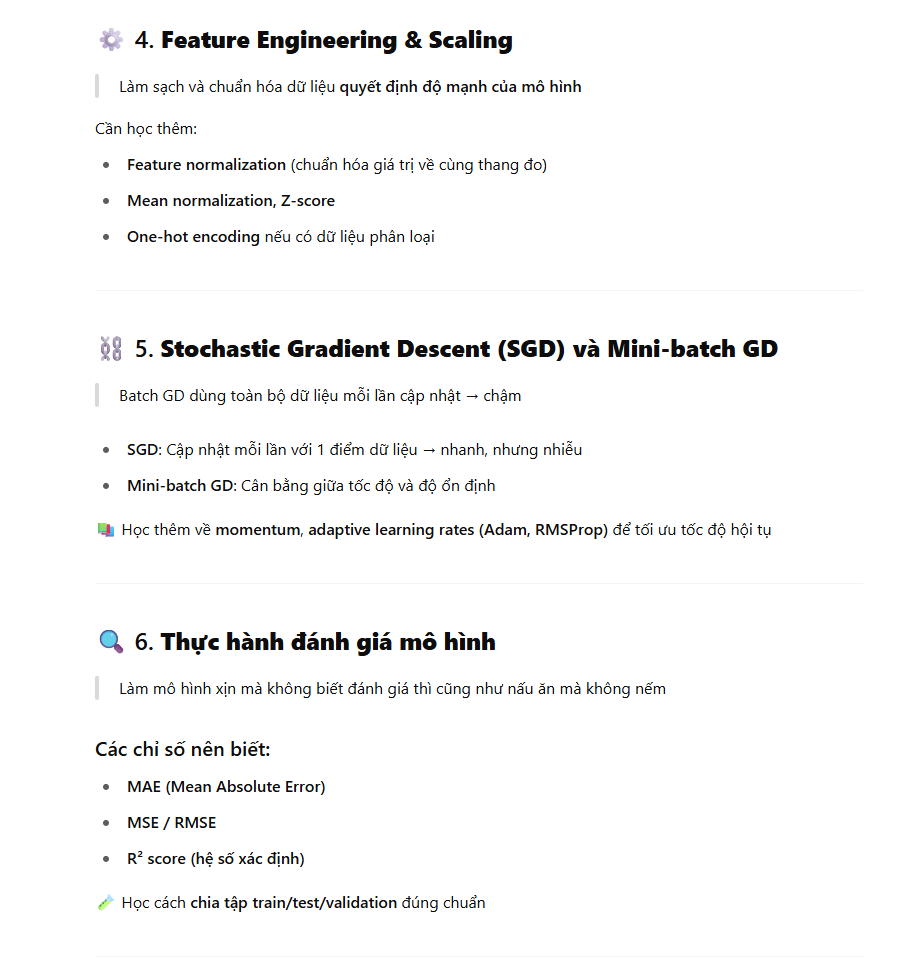 4. Feature Engineering & Scaling
Làm sạch và chuẩn hóa dữ liệu quyết định độ mạnh của mô hình
Cần học thêm:
Feature normalization (chuẩn hóa giá trị về cùng thang đo)
Mean normalization, Z-score
One-hot encoding nếu có dữ liệu phân loại
5. Stochastic Gradient Descent (SGD) và Mini-batch GD
Batch GD dùng toàn bộ dữ liệu mỗi lần cập nhật → chậm
SGD: Cập nhật mỗi lần với 1 điểm dữ liệu → nhanh, nhưng nhiễu
Mini-batch GD: Cân bằng giữa tốc độ và độ ổn định
Học thêm về momentum, adaptive learning rates (Adam, RMSProp) để tối ưu tốc độ hội tụ
6. Thực hành đánh giá mô hình
Làm mô hình xịn mà không biết đánh giá thì cũng như nấu ăn mà không nếm
Các chỉ số nên biết:
MAE (Mean Absolute Error)
MSE / RMSE
R² score (hệ số xác định)
Học cách chia tập train/test/validation đúng chuẩn